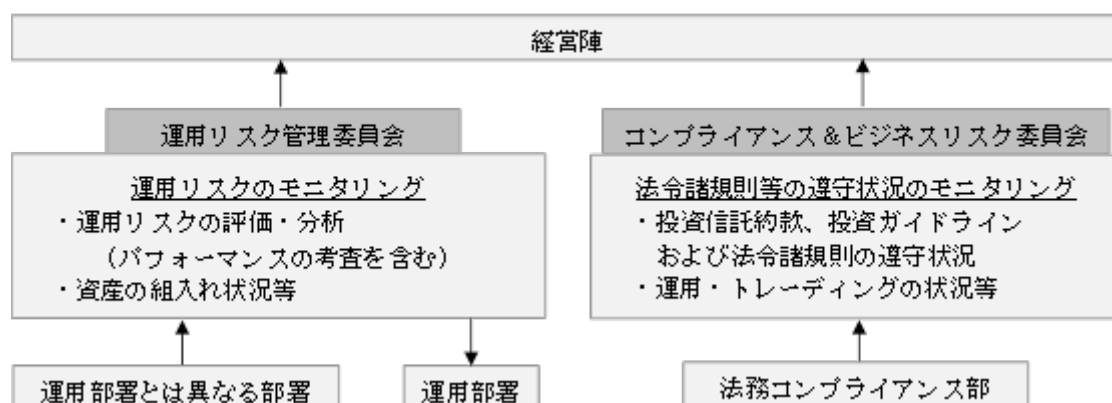 経営陣
運用リスク管理委員会
運用リスクのモニタリング
・運用リスクの評価・分析
（パフォーマンスの考査を含む）
・資産の組入れ状況等
運用部署とは異なる部署
運用部署
コンプライアンス＆ビジネスリスク委員会
法令諸規則等の遵守状況のモニタリング
・投資信託約款、投資ガイドライン
および法令諸規則の遵守状況
・運用・トレーディングの状況等
法務コンプライアンス部